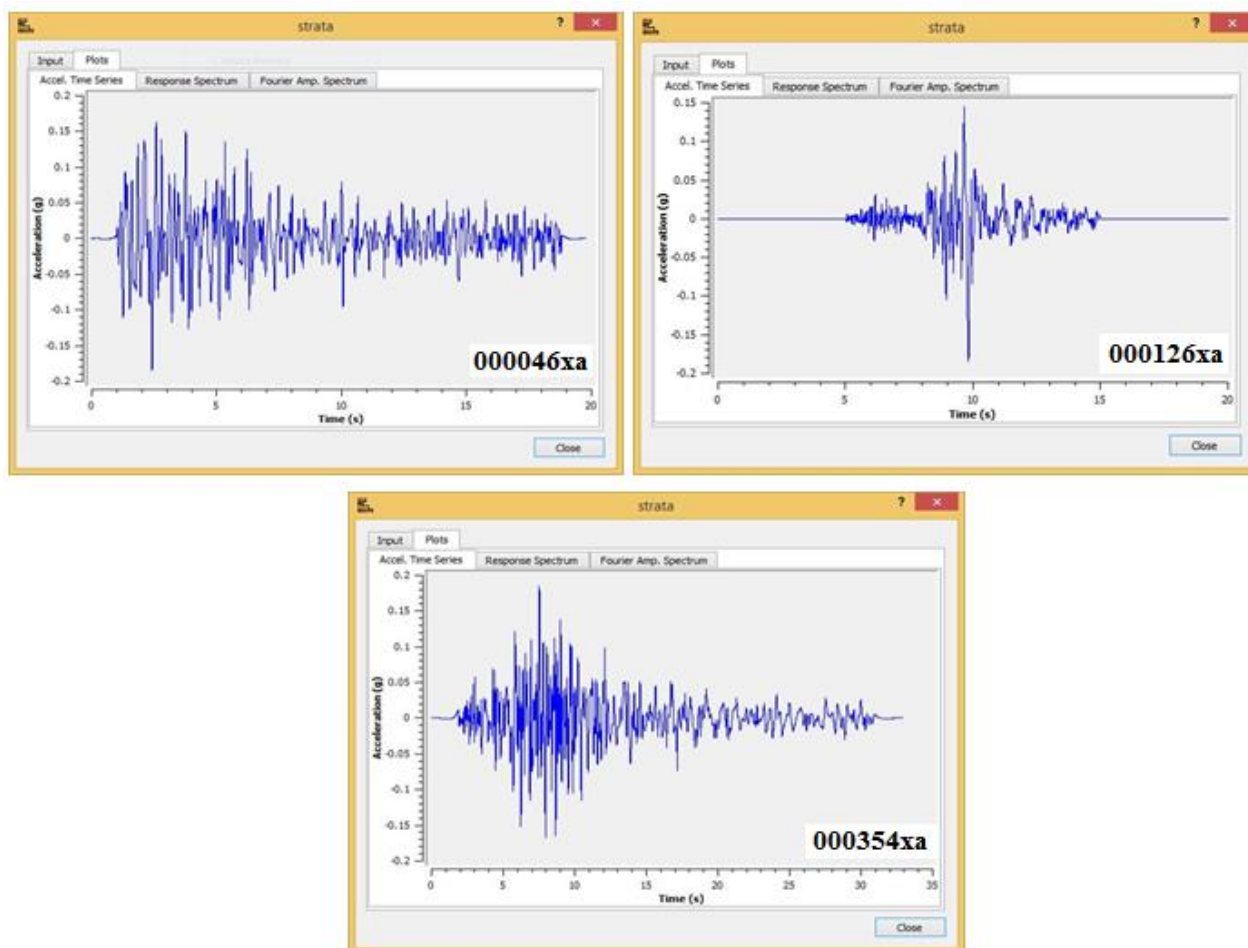 strata
?
×
Input
Plots
Accel. Time Series
Response Spectrum
Fourier Amp. Spectrum
0.2
0.15
0.1
0.05
0
-0.05
-0.1
-0.15
-0.2
Acceleration (g)
000046xa
0 5 10 15 20
Time (s)
Close
strata
?
×
Input
Plots
Accel. Time Series
Response Spectrum
Fourier Amp. Spectrum
0.15
0.1
0.05
0
-0.05
-0.1
-0.15
-0.2
Acceleration (g)
000126xa
0 5 10 15 20
Time (s)
Close
strata
?
×
Input
Plots
Accel. Time Series
Response Spectrum
Fourier Amp. Spectrum
0.2
0.15
0.1
0.05
0
-0.05
-0.1
-0.15
-0.2
Acceleration (g)
000354xa
0 5 10 15 20 25 30 35
Time (s)
Close